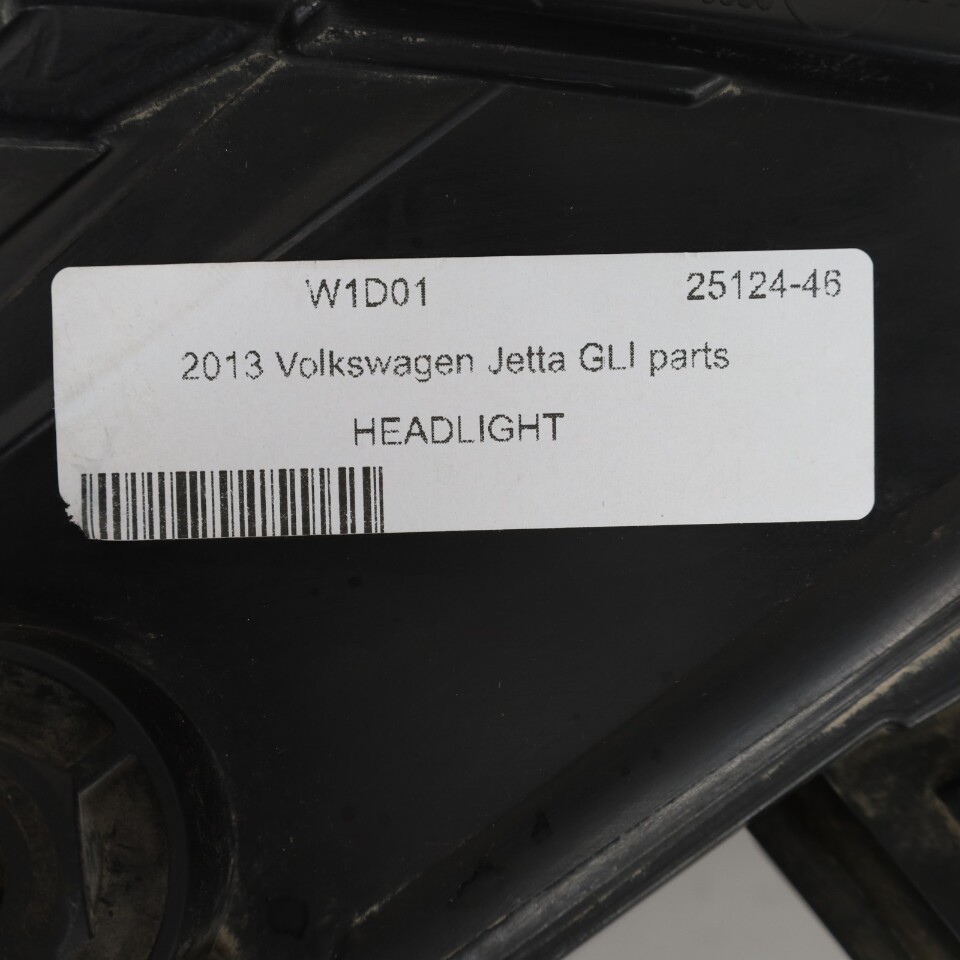 W1D01 25124-46
2013 Volkswagen Jetta GLI parts
HEADLIGHT